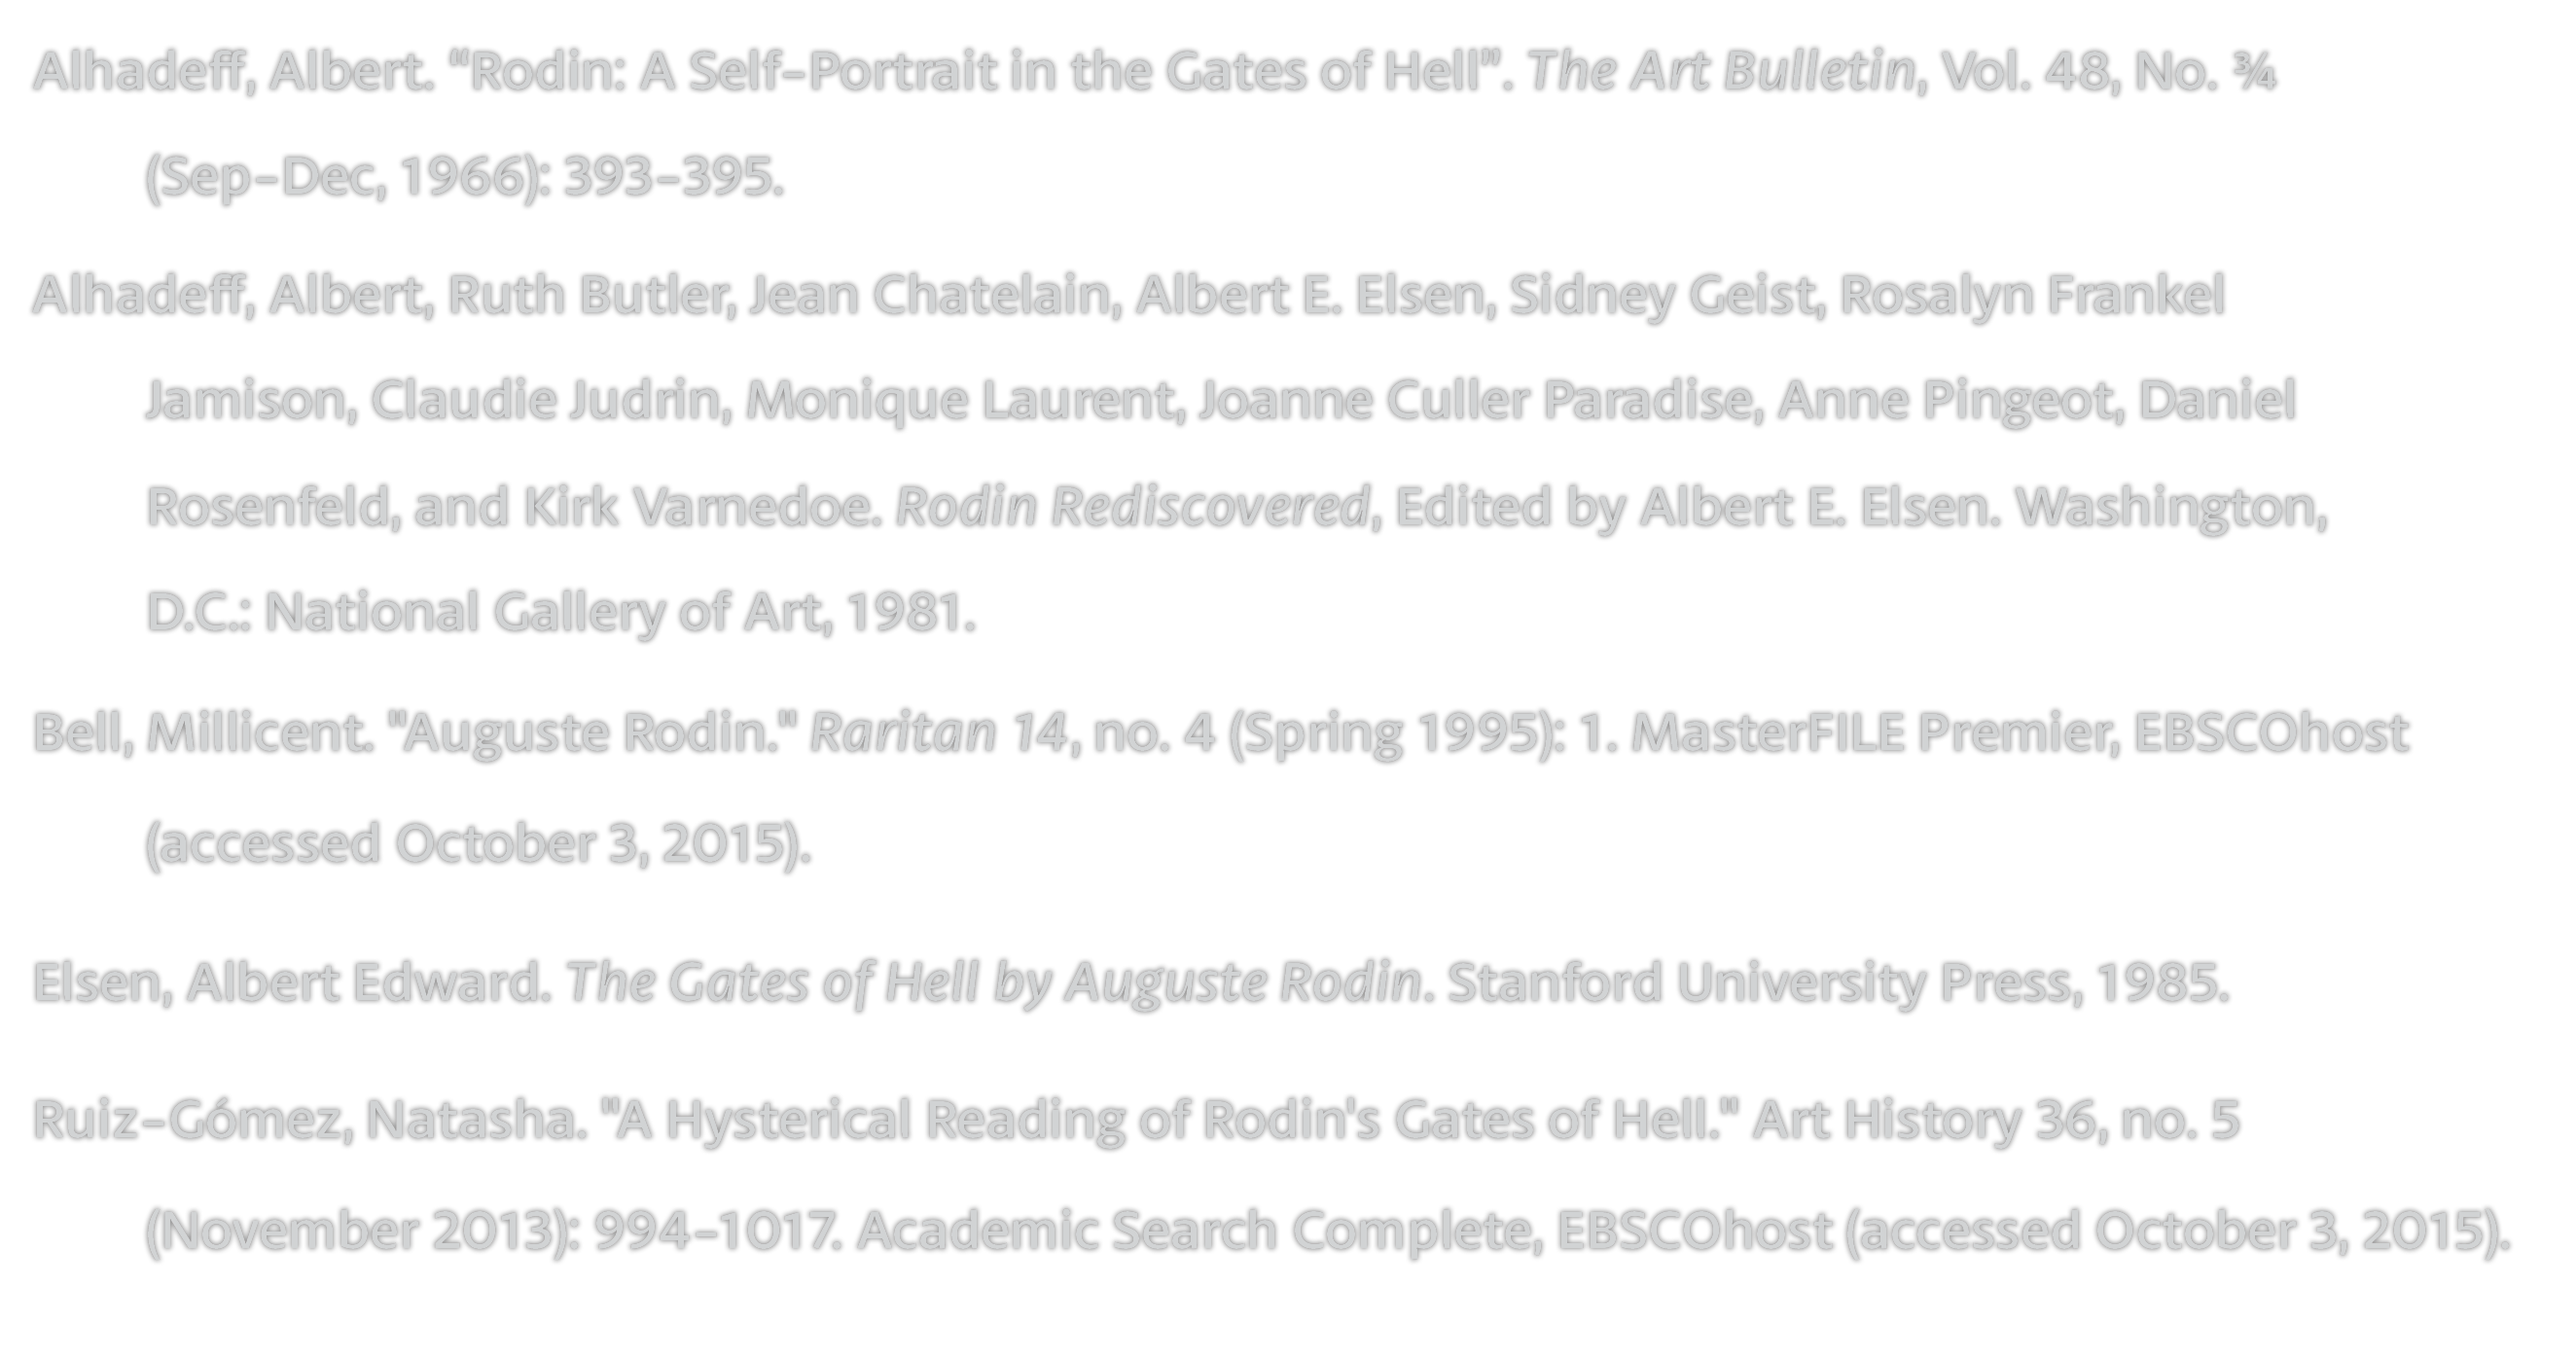 Alhadeff, Albert. “Rodin: A Self-Portrait in the Gates of Hell”. The Art Bulletin, Vol. 48, No. ¾
(Sep-Dec, 1966): 393-395.
Alhadeff, Albert, Ruth Butler, Jean Chatelain, Albert E. Elsen, Sidney Geist, Rosalyn Frankel
Jamison, Claudie Judrin, Monique Laurent, Joanne Culler Paradise, Anne Pingeot, Daniel
Rosenfeld, and Kirk Varnedoe. Rodin Rediscovered, Edited by Albert E. Elsen. Washington,
D.C.: National Gallery of Art, 1981.
Bell, Millicent. "Auguste Rodin." Raritan 14, no. 4 (Spring 1995): 1. MasterFILE Premier, EBSCOhost
(accessed October 3, 2015).
Elsen, Albert Edward. The Gates of Hell by Auguste Rodin. Stanford University Press, 1985.
Ruiz-Gómez, Natasha. "A Hysterical Reading of Rodin's Gates of Hell." Art History 36, no. 5
(November 2013): 994-1017. Academic Search Complete, EBSCOhost (accessed October 3, 2015).